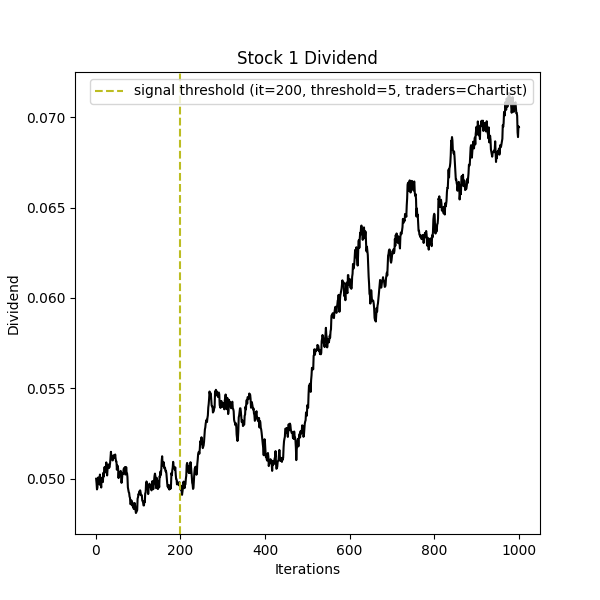 Stock 1 Dividend
signal threshold (it=200, threshold=5, traders=Chartist)
0.070
0.065
0.060
0.055
0.050
Dividend
0
200
400
600
800
1000
Iterations